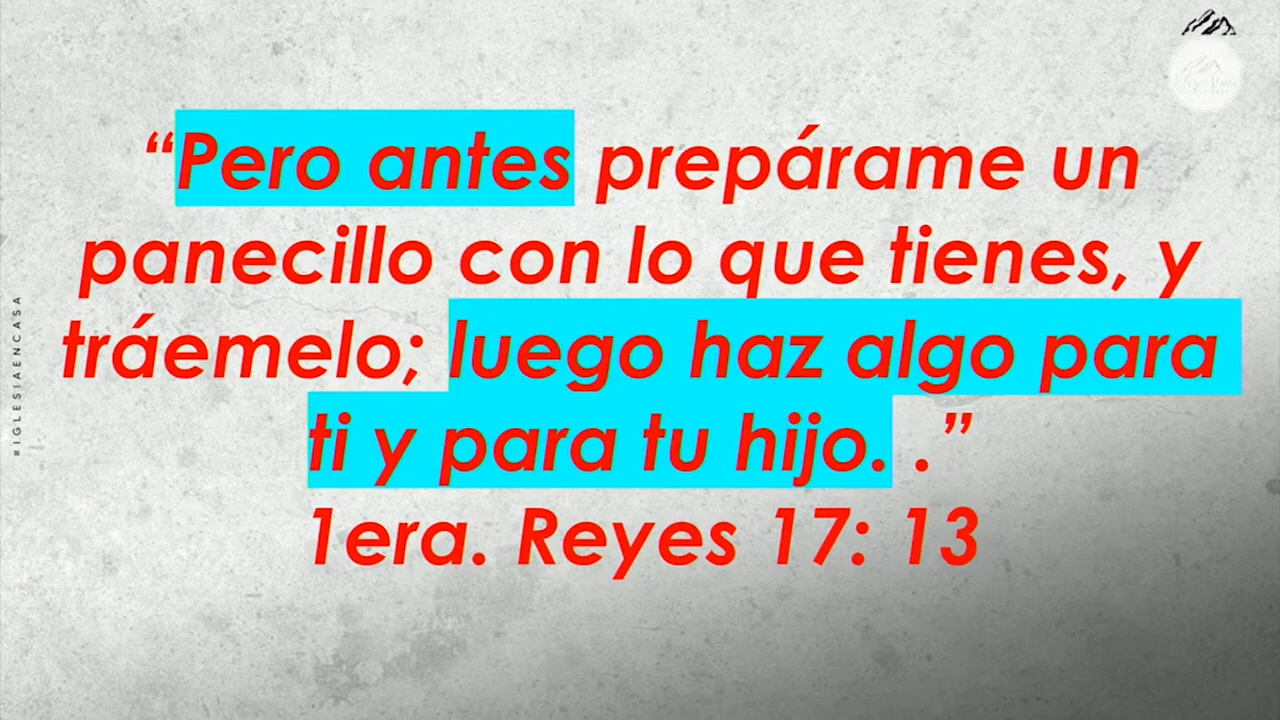 “Pero antes prepárame un
panecillo con lo que tienes, y
tráemelo; luego haz algo para
ti y para tu hijo. .”
1era. Reyes 17: 13
#IGLESIAENCASA